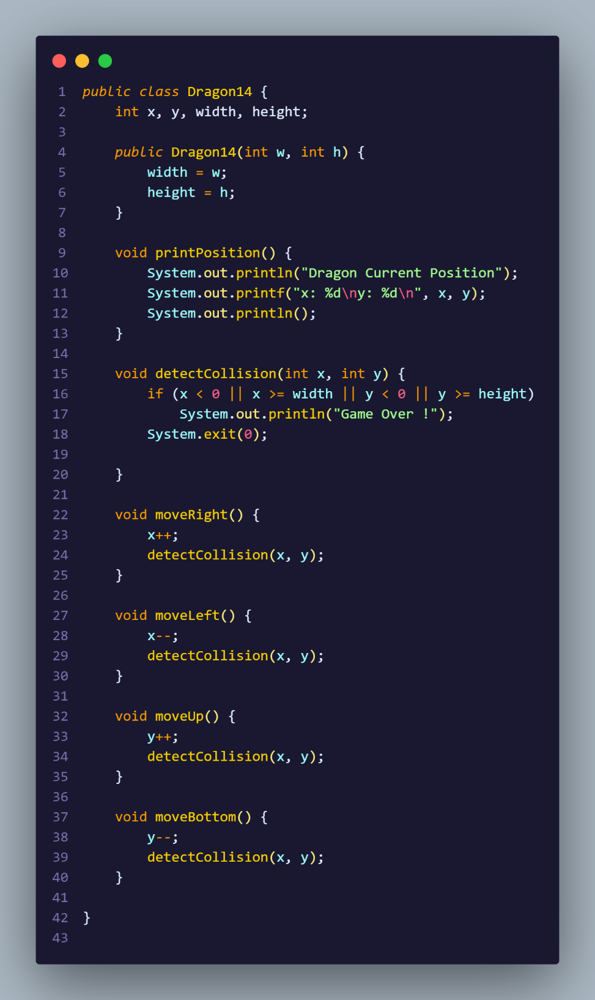 1 public class Dragon14 {
2     int x, y, width, height;
3
4     public Dragon14(int w, int h) {
5         width = w;
6         height = h;
7     }
8
9     void printPosition() {
10         System.out.println("Dragon Current Position");
11         System.out.printf("x: %d\ny: %d\n", x, y);
12         System.out.println();
13     }
14
15     void detectCollision(int x, int y) {
16         if (x < 0 || x >= width || y < 0 || y >= height)
17             System.out.println("Game Over !");
18         System.exit(0);
19
20     }
21
22     void moveRight() {
23         x++;
24         detectCollision(x, y);
25     }
26
27     void moveLeft() {
28         x--;
29         detectCollision(x, y);
30     }
31
32     void moveUp() {
33         y++;
34         detectCollision(x, y);
35     }
36
37     void moveBottom() {
38         y--;
39         detectCollision(x, y);
40     }
41
42 }
43